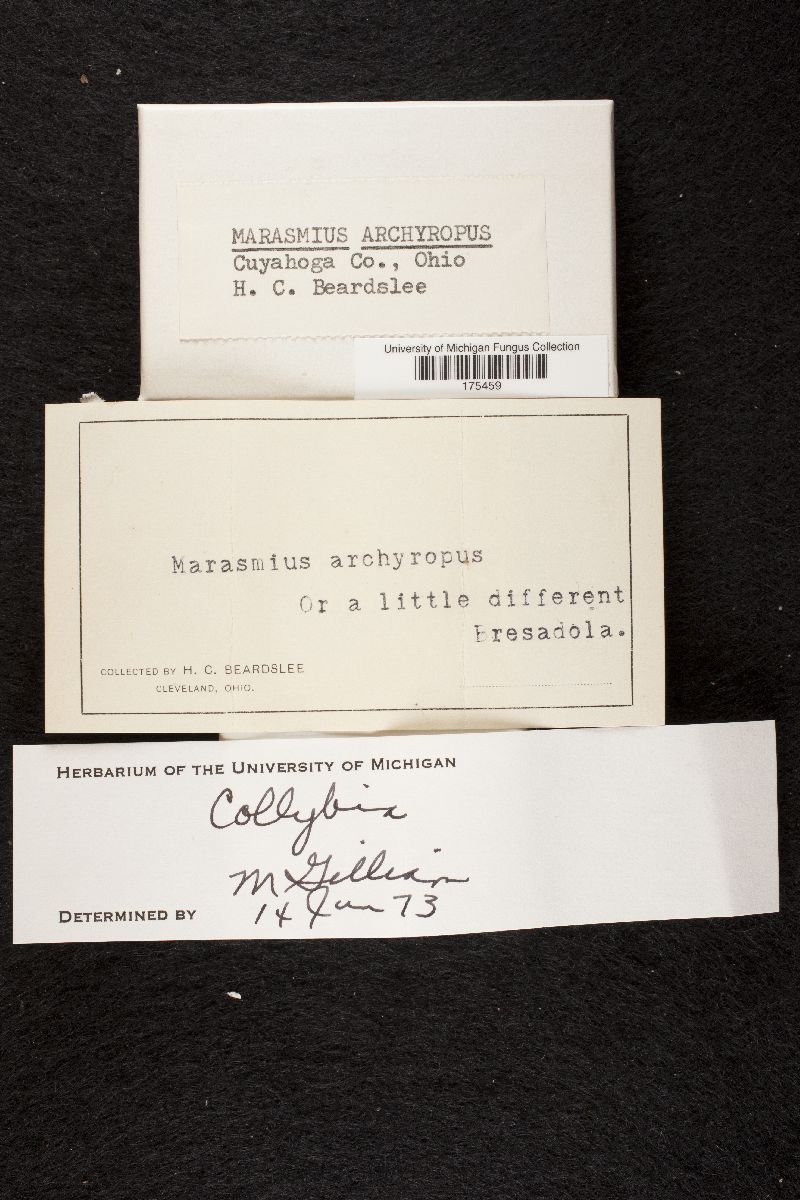 MARASMIUS ARCHYROPUS
Cuyahoga Co., Ohio
H. C. Beardslee
University of Michigan Fungus Collection
175459
Marasmius archyropus
Or a little different
Bresadola.
COLLECTED BY H. C. BEARDSLEE
CLEVELAND, OHIO.
HERBARIUM OF THE UNIVERSITY OF MICHIGAN
Collybia
M Gilliam
DETERMINED BY 14 Jun 73